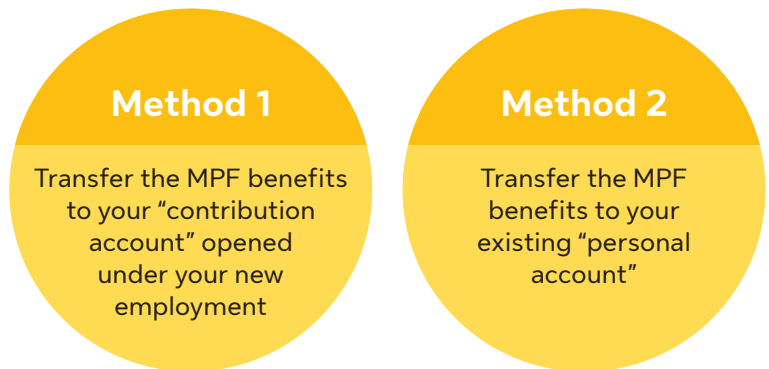 Method 1
Transfer the MPF benefits
to your “contribution
account” opened
under your new
employment
Method 2
Transfer the MPF
benefits to your
existing “personal
account”